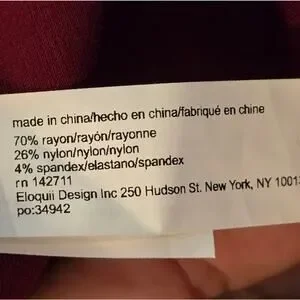 made in china/hecho en china/fabriqué en chine
70% rayon/rayón/rayonne
26% nylon/nylon/nylon
4% spandex/elastano/spandex
rn 142711
Eloquii Design Inc 250 Hudson St. New York, NY 1001
po:34942